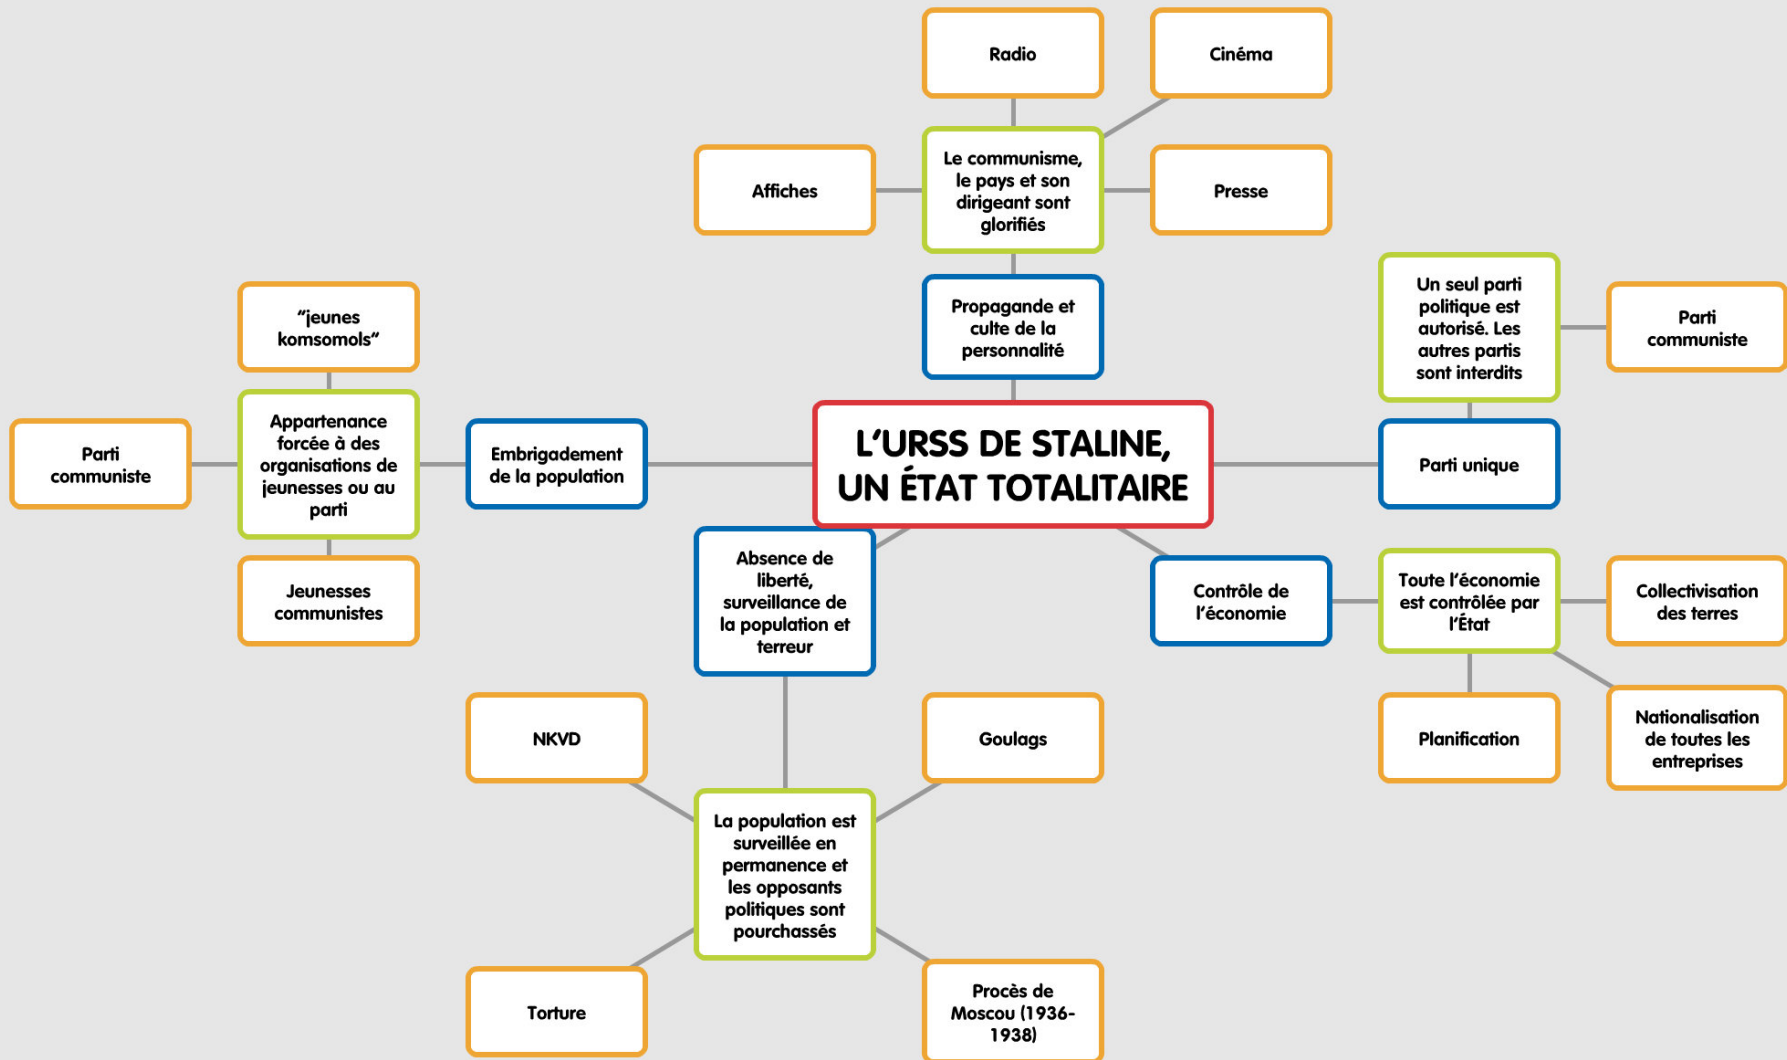 Radio
Cinéma
Affiches
Le communisme,
le pays et son
dirigeant sont
glorifiés
Presse
Propagande et
culte de la
personnalité
Un seul parti
politique est
autorisé. Les
autres partis
sont interdits
Parti
communiste
Parti unique
"jeunes
komsomols"
Parti
communiste
Appartenance
forcée à des
organisations de
jeunesses ou au
parti
Embrigadement
de la population
L'URSS DE STALINE,
UN ÉTAT TOTALITAIRE
Jeunesses
communistes
Absence de
liberté,
surveillance de
la population et
terreur
Contrôle de
l'économie
Toute l'économie
est contrôlée par
l'État
Collectivisation
des terres
Planification
Nationalisation
de toutes les
entreprises
NKVD
Goulags
La population est
surveillée en
permanence et
les opposants
politiques sont
pourchassés
Torture
Procès de
Moscou (1936-
1938)